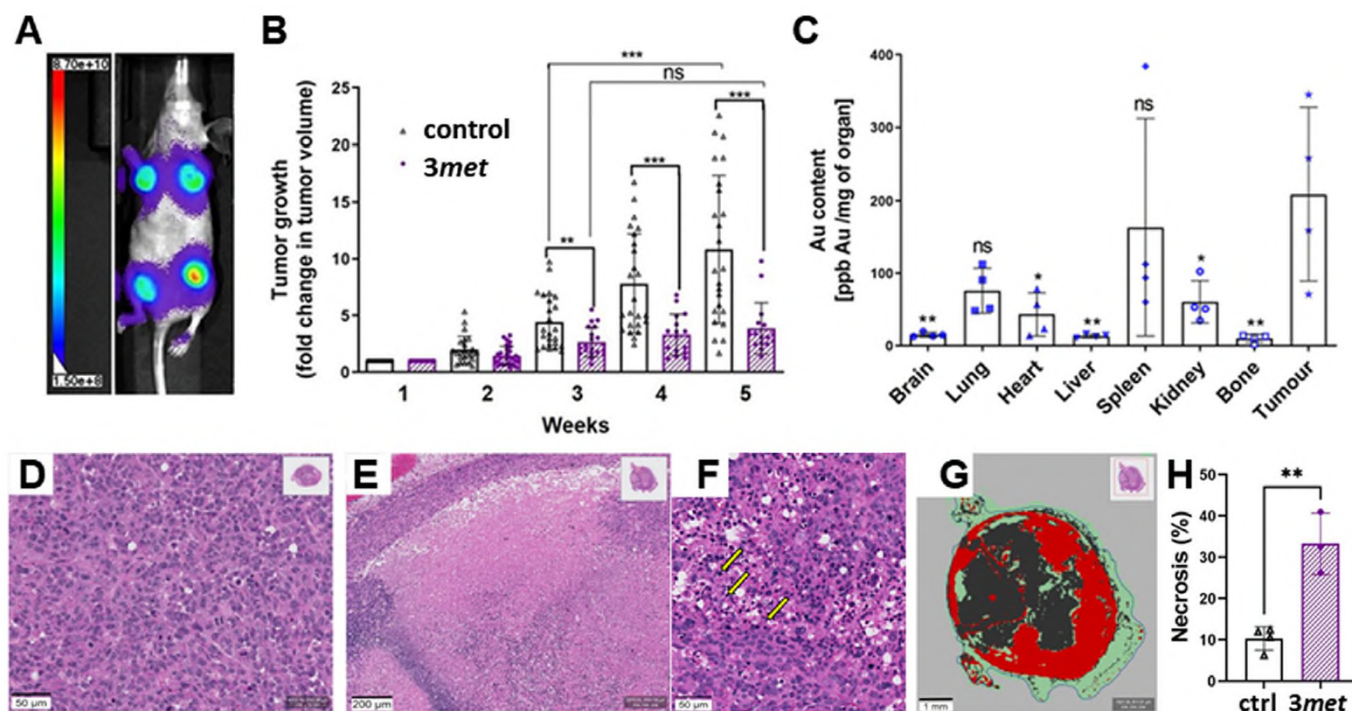 A
8.70e+10
1.50e+8
B
Tumor growth
(fold change in tumor volume)
25
20
15
10
5
0
control
3met
***
ns
***
***
**
1 2 3 4 5
Weeks
C
Au content
[ppb Au /mg of organ]
400
300
200
100
0
**
ns
*
**
ns
*
**
Brain
Lung
Heart
Liver
Spleen
Kidney
Bone
Tumour
D
50 µm
E
200 µm
F
50 µm
G
1 mm
H
Necrosis (%)
50
40
30
20
10
0
**
ctrl 3met